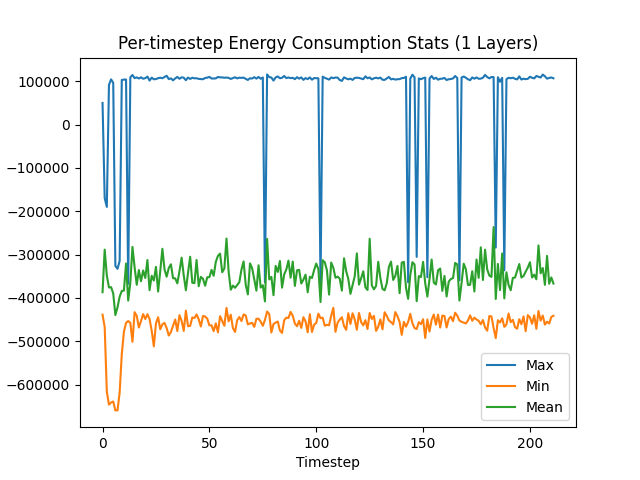 Per-timestep Energy Consumption Stats (1 Layers)
100000
0
−100000
−200000
−300000
−400000
−500000
−600000
Max
Min
Mean
0
50
100
150
200
Timestep